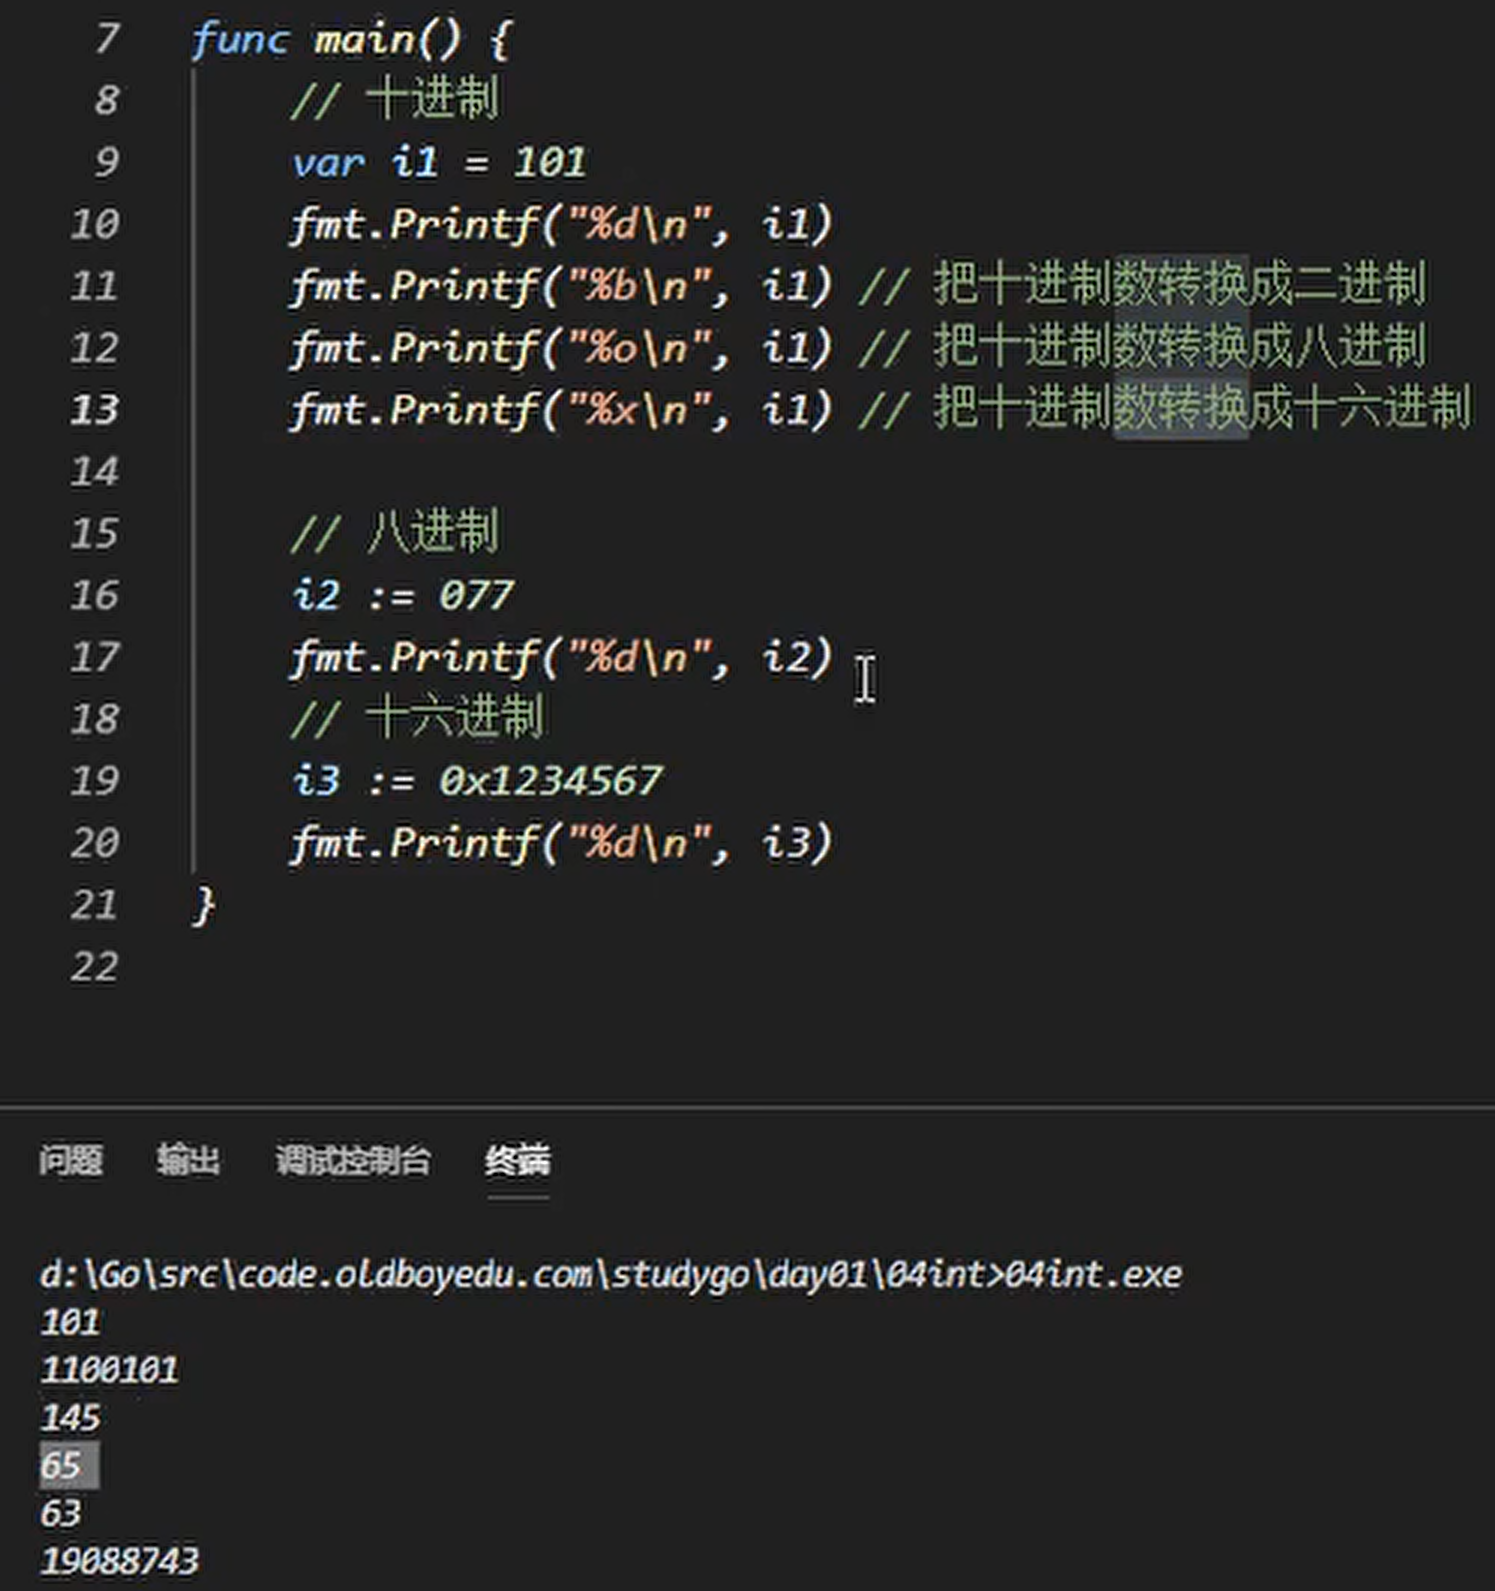 7 func main() {
8 // 十进制
9 var i1 = 101
10 fmt.Printf("%d\n", i1)
11 fmt.Printf("%b\n", i1) // 把十进制数转换成二进制
12 fmt.Printf("%o\n", i1) // 把十进制数转换成八进制
13 fmt.Printf("%x\n", i1) // 把十进制数转换成十六进制
14
15 // 八进制
16 i2 := 077
17 fmt.Printf("%d\n", i2)
18 // 十六进制
19 i3 := 0x1234567
20 fmt.Printf("%d\n", i3)
21 }
22
问题 输出 调试控制台 终端
d:\Go\src\code.oldboyedu.com\studygo\day01\04int>04int.exe
101
1100101
145
65
63
19088743